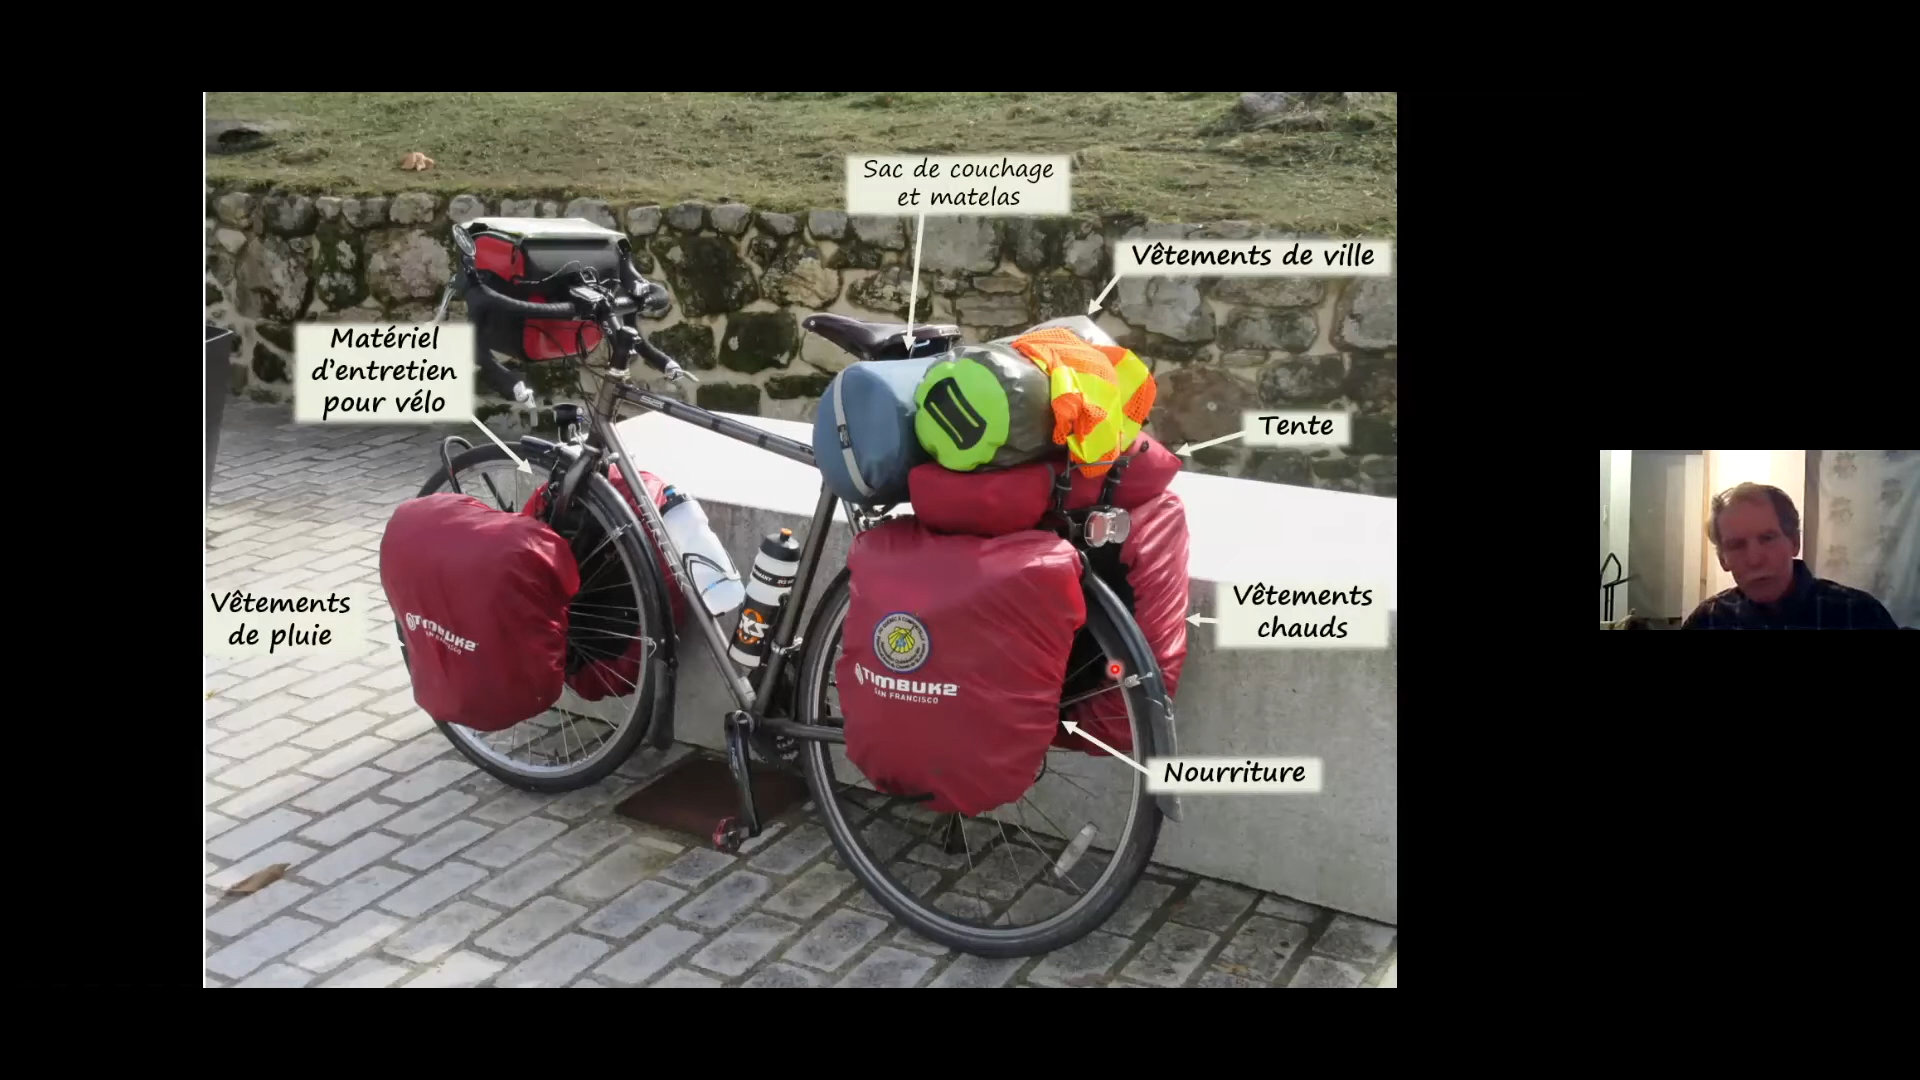 Sac de couchage
et matelas
Vêtements de ville
Matériel
d'entretien
pour vélo
Tente
Vêtements
de pluie
Vêtements
chauds
Nourriture
TIMBUK2
SAN FRANCISCO
TIMBUK2
SAN FRANCISCO